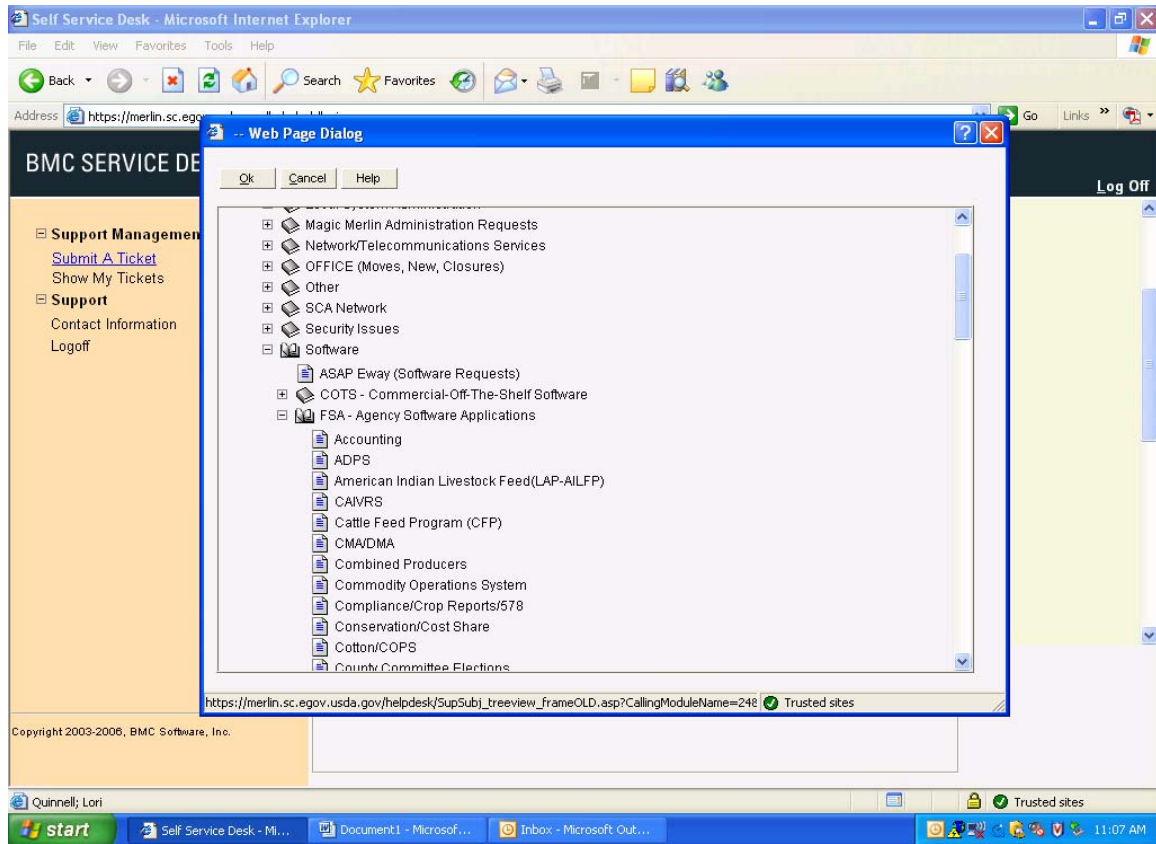 Self Service Desk - Microsoft Internet Explorer
File Edit View Favorites Tools Help
Back Search Favorites
Address https://merlin.sc.ego Go Links »
-- Web Page Dialog
BMC SERVICE DE
Ok Cancel Help
Log Off
Magic Merlin Administration Requests
Support Managemen
Network/Telecommunications Services
Submit A Ticket
OFFICE (Moves, New, Closures)
Show My Tickets
Other
Support
SCA Network
Contact Information
Security Issues
Logoff
Software
ASAP Eway (Software Requests)
COTS - Commercial-Off-The-Shelf Software
FSA - Agency Software Applications
Accounting
ADPS
American Indian Livestock Feed(LAP-AILFP)
CAIVRS
Cattle Feed Program (CFP)
CMA/DMA
Combined Producers
Commodity Operations System
Compliance/Crop Reports/578
Conservation/Cost Share
Cotton/COPS
County Committee Elections
https://merlin.sc.egov.usda.gov/helpdesk/SupSubj_treeview_frameOLD.asp?CallingModuleName=248 Trusted sites
Copyright 2003-2006, BMC Software, Inc.
Quinnell; Lori Trusted sites
start Self Service Desk - Mi... Document1 - Microsof... Inbox - Microsoft Out... 11:07 AM